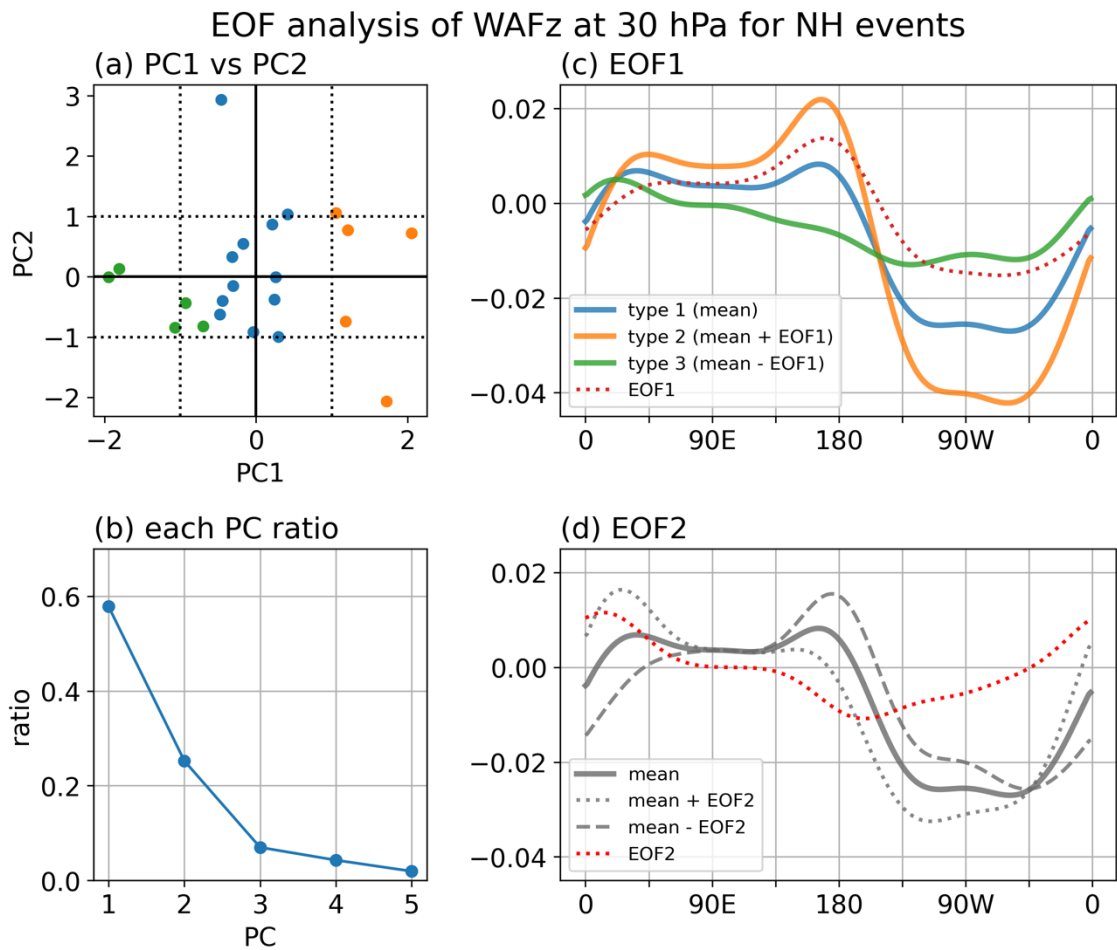 EOF analysis of WAFz at 30 hPa for NH events
(a) PC1 vs PC2
3
2
1
0
−1
−2
PC2
−2 0 2
PC1
(c) EOF1
0.02
0.00
−0.02
−0.04
type 1 (mean)
type 2 (mean + EOF1)
type 3 (mean - EOF1)
EOF1
0 90E 180 90W 0
(b) each PC ratio
0.6
0.4
0.2
0.0
ratio
1 2 3 4 5
PC
(d) EOF2
0.02
0.00
−0.02
−0.04
mean
mean + EOF2
mean - EOF2
EOF2
0 90E 180 90W 0